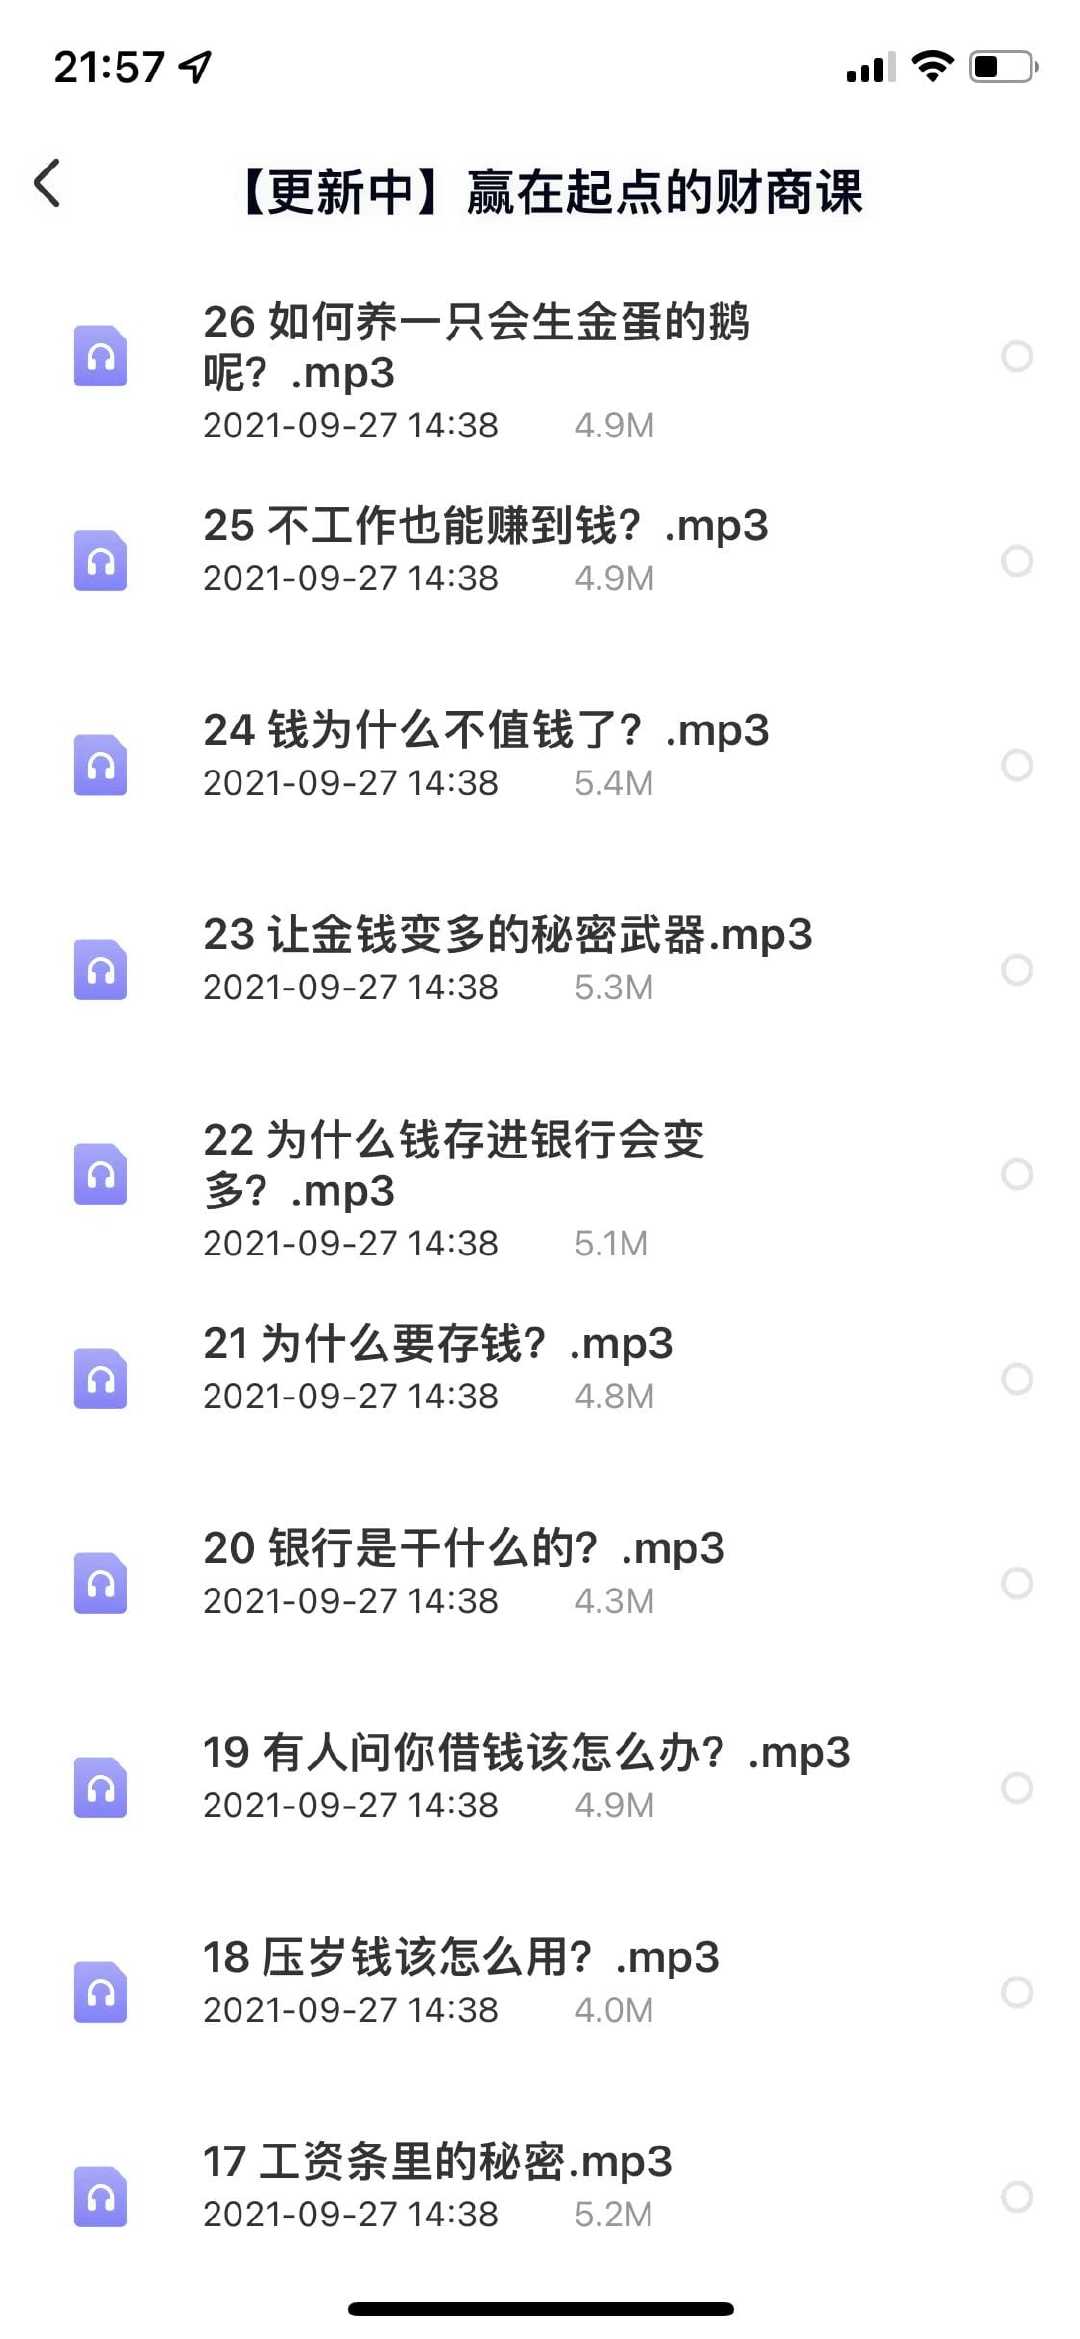 21:57
【更新中】赢在起点的财商课
26 如何养一只会生金蛋的鹅
呢？.mp3
2021-09-27 14:38 4.9M
25 不工作也能赚到钱？.mp3
2021-09-27 14:38 4.9M
24 钱为什么不值钱了？.mp3
2021-09-27 14:38 5.4M
23 让金钱变多的秘密武器.mp3
2021-09-27 14:38 5.3M
22 为什么钱存进银行会变
多？.mp3
2021-09-27 14:38 5.1M
21 为什么要存钱？.mp3
2021-09-27 14:38 4.8M
20 银行是干什么的？.mp3
2021-09-27 14:38 4.3M
19 有人问你借钱该怎么办？.mp3
2021-09-27 14:38 4.9M
18 压岁钱该怎么用？.mp3
2021-09-27 14:38 4.0M
17 工资条里的秘密.mp3
2021-09-27 14:38 5.2M